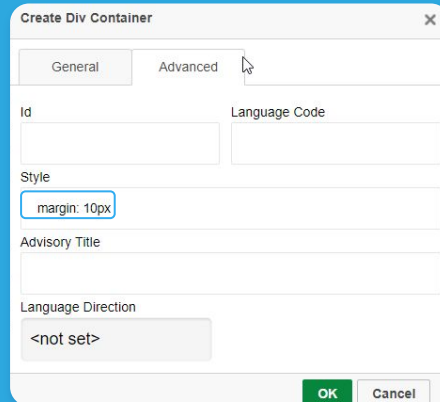 Create Div Container
General Advanced
Id Language Code
Style
margin: 10px
Advisory Title
Language Direction
<not set>
OK Cancel